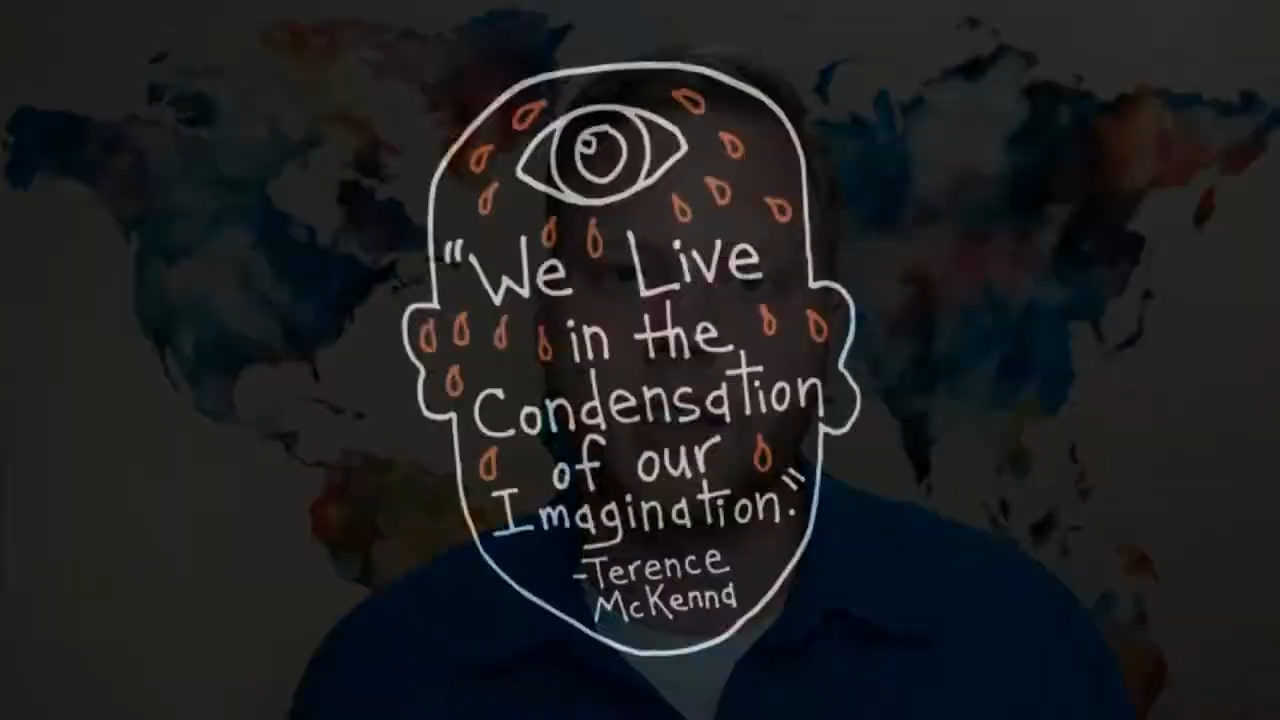 "We Live
in the
Condensation
of our
Imagination."
-Terence
McKenna